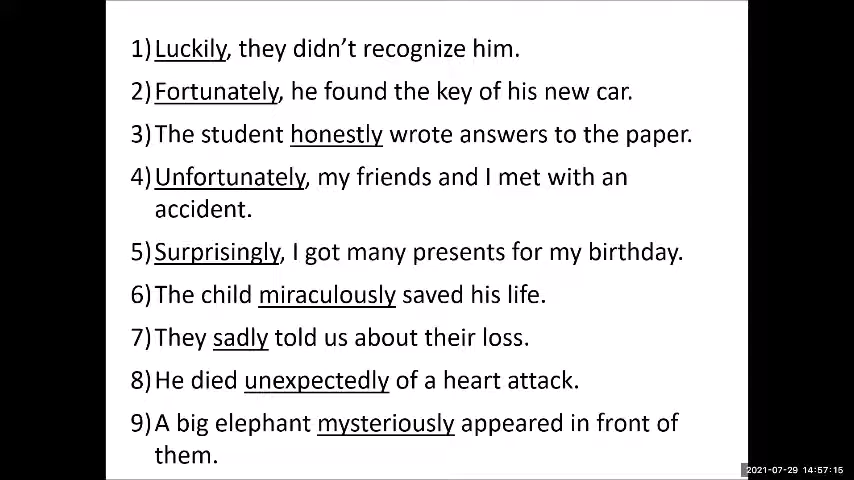 1) Luckily, they didn’t recognize him.
2) Fortunately, he found the key of his new car.
3) The student honestly wrote answers to the paper.
4) Unfortunately, my friends and I met with an
accident.
5) Surprisingly, I got many presents for my birthday.
6) The child miraculously saved his life.
7) They sadly told us about their loss.
8) He died unexpectedly of a heart attack.
9) A big elephant mysteriously appeared in front of
them.
2021-07-29 14:57:15